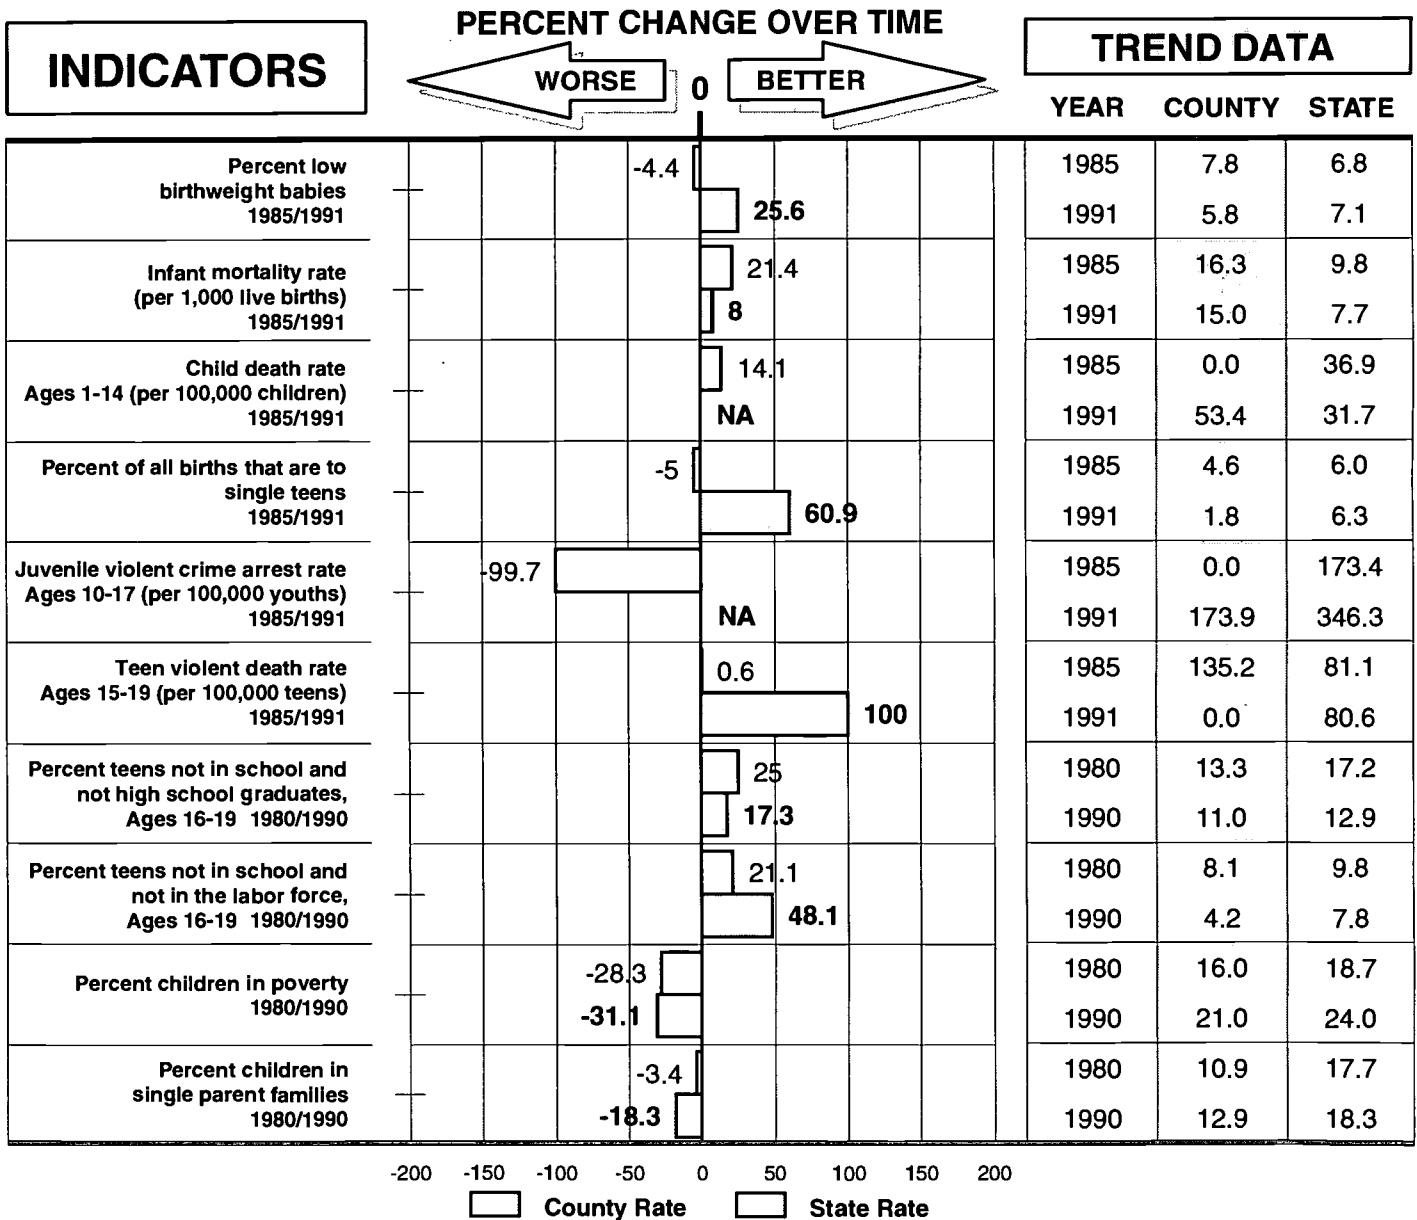 PERCENT CHANGE OVER TIME
INDICATORS
WORSE 0 BETTER
TREND DATA
YEAR COUNTY STATE
Percent low
birthweight babies
1985/1991
-4.4
25.6
1985 7.8 6.8
1991 5.8 7.1
Infant mortality rate
(per 1,000 live births)
1985/1991
21.4
8
1985 16.3 9.8
1991 15.0 7.7
Child death rate
Ages 1-14 (per 100,000 children)
1985/1991
14.1
NA
1985 0.0 36.9
1991 53.4 31.7
Percent of all births that are to
single teens
1985/1991
-5
60.9
1985 4.6 6.0
1991 1.8 6.3
Juvenile violent crime arrest rate
Ages 10-17 (per 100,000 youths)
1985/1991
-99.7
NA
1985 0.0 173.4
1991 173.9 346.3
Teen violent death rate
Ages 15-19 (per 100,000 teens)
1985/1991
0.6
100
1985 135.2 81.1
1991 0.0 80.6
Percent teens not in school and
not high school graduates,
Ages 16-19 1980/1990
25
17.3
1980 13.3 17.2
1990 11.0 12.9
Percent teens not in school and
not in the labor force,
Ages 16-19 1980/1990
21.1
48.1
1980 8.1 9.8
1990 4.2 7.8
Percent children in poverty
1980/1990
-28.3
-31.1
1980 16.0 18.7
1990 21.0 24.0
Percent children in
single parent families
1980/1990
-3.4
-18.3
1980 10.9 17.7
1990 12.9 18.3
-200 -150 -100 -50 0 50 100 150 200
County Rate State Rate